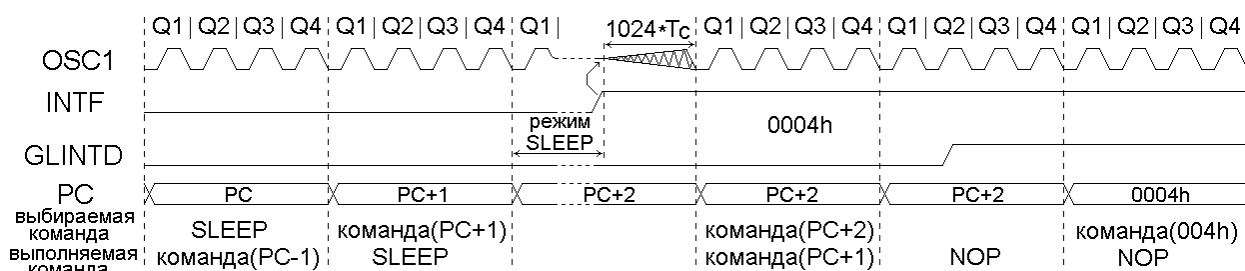 Q1 | Q2 | Q3 | Q4 | Q1 | Q2 | Q3 | Q4 | Q1 | 1024*Tc Q1 | Q2 | Q3 | Q4 | Q1 | Q2 | Q3 | Q4 | Q1 | Q2 | Q3 | Q4
OSC1
INTF
режим 0004h
SLEEP
GLINTD
PC PC PC+1 PC+2 PC+2 PC+2 0004h
выбираемая
команда SLEEP команда(PC+1) команда(PC+2) команда(004h)
выполняемая команда(PC-1) SLEEP команда(PC+1) NOP NOP
команда